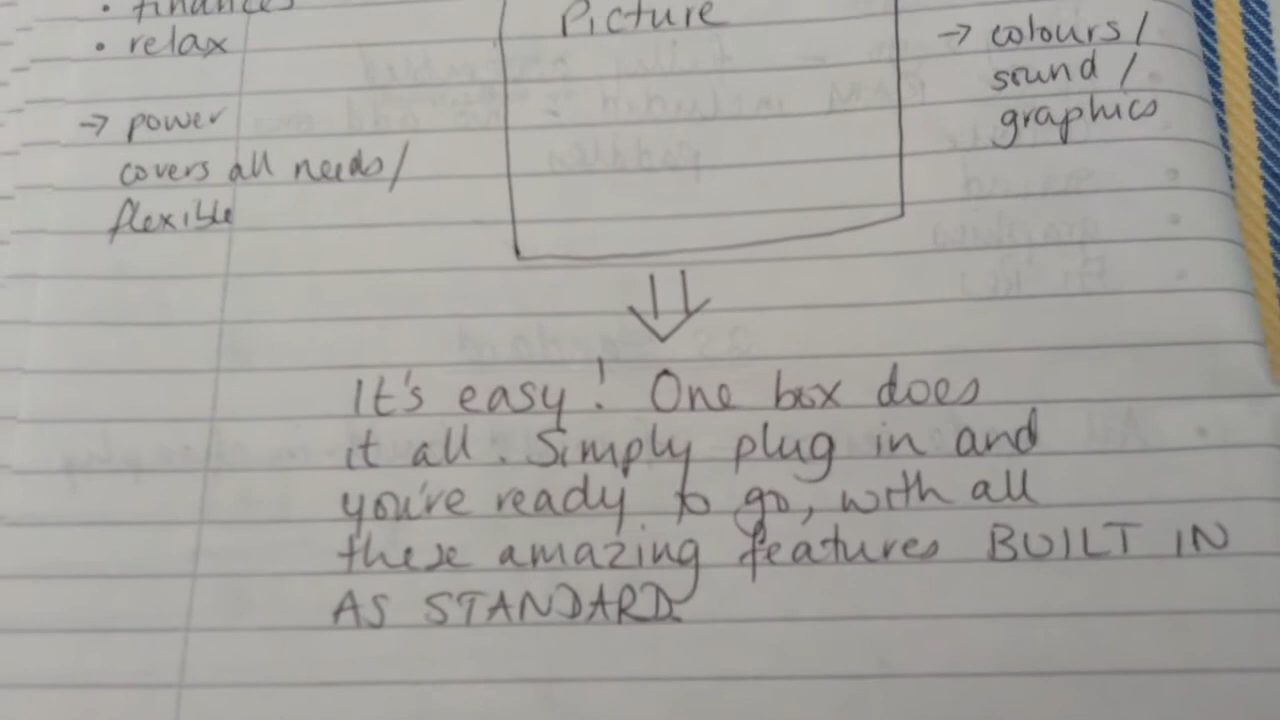 • finances
• relax
→ power
covers all needs/
flexible
Picture
→ colours/
sound/
graphics
It's easy! One box does
it all. Simply plug in and
you're ready to go, with all
these amazing features BUILT IN
AS STANDARD.